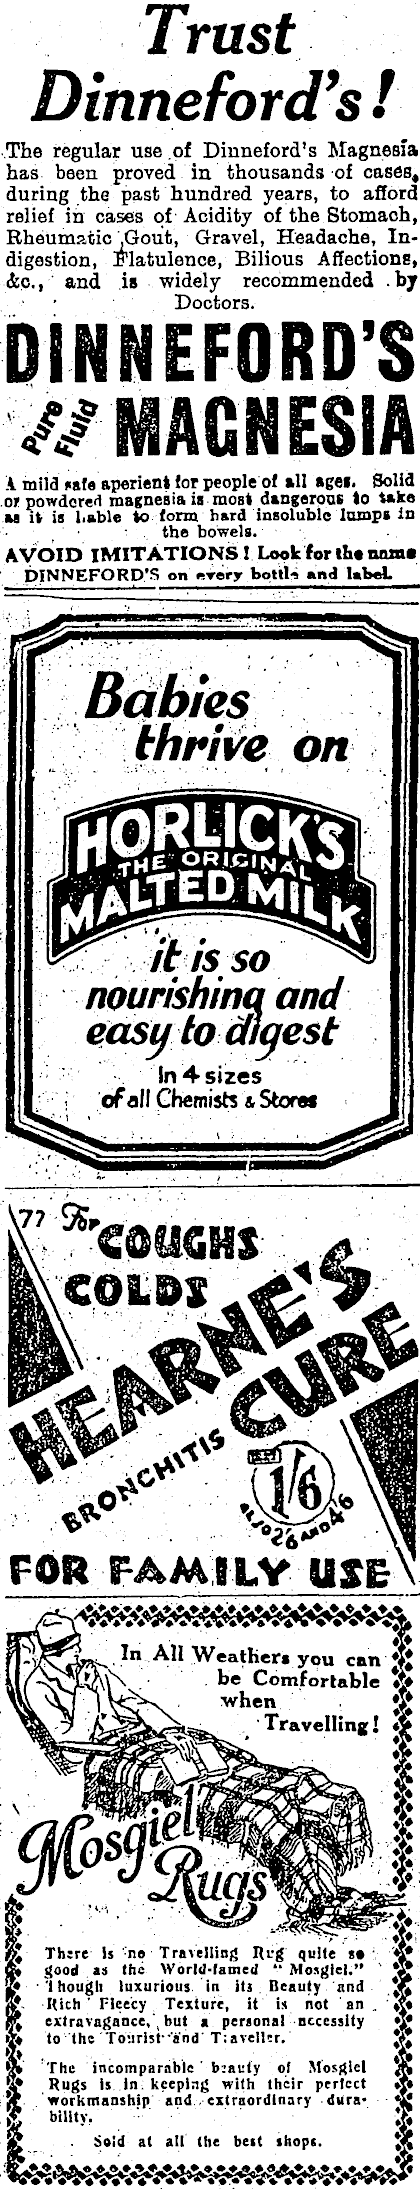 Trust
Dinneford's!
The regular use of Dinneford's Magnesia
has been proved in thousands of cases,
during the past hundred years, to afford
relief in cases of Acidity of the Stomach,
Rheumatic Gout, Gravel, Headache, In-
digestion, Flatulence, Bilious Affections,
&c., and is widely recommended by
Doctors.
DINNEFORD'S
Pure
Fluid
MAGNESIA
A mild safe aperient for people of all ages. Solid
or powdered magnesia is most dangerous to take
as it is liable to form hard insoluble lumps in
the bowels.
AVOID IMITATIONS! Look for the name
DINNEFORD'S on every bottle and label.
Babies
thrive on
HORLICK'S
THE ORIGINAL
MALTED MILK
it is so
nourishing and
easy to digest
In 4 sizes
of all Chemists & Stores
77 For
COUGHS
COLDS
HEARNE'S
BRONCHITIS
CURE
1/6
ALSO 2'6 AND 4'6
FOR FAMILY USE
In All Weathers you can
be Comfortable
when
Travelling!
Mosgiel
Rugs
There is no Travelling Rug quite so
good as the World-famed "Mosgiel."
Though luxurious in its Beauty and
Rich Fleecy Texture, it is not an
extravagance, but a personal necessity
to the Tourist and Traveller.
The incomparable beauty of Mosgiel
Rugs is in keeping with their perfect
workmanship and extraordinary dura-
bility.
Sold at all the best shops.